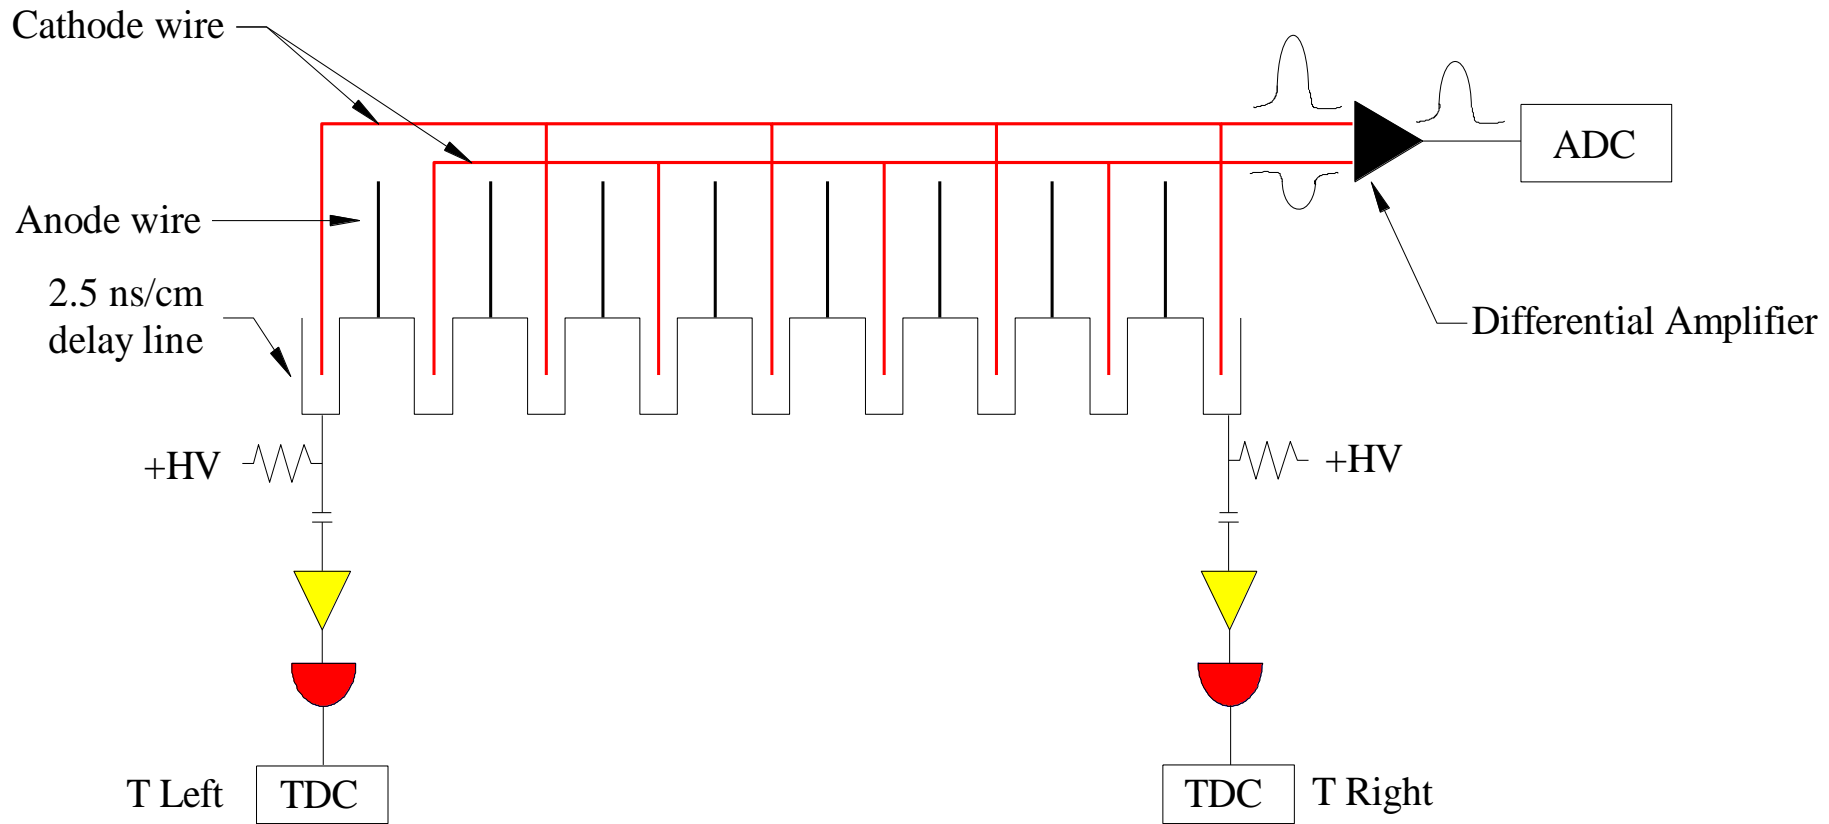 Cathode wire
ADC
Anode wire
2.5 ns/cm
delay line
Differential Amplifier
+HV
+HV
T Left
TDC
TDC
T Right